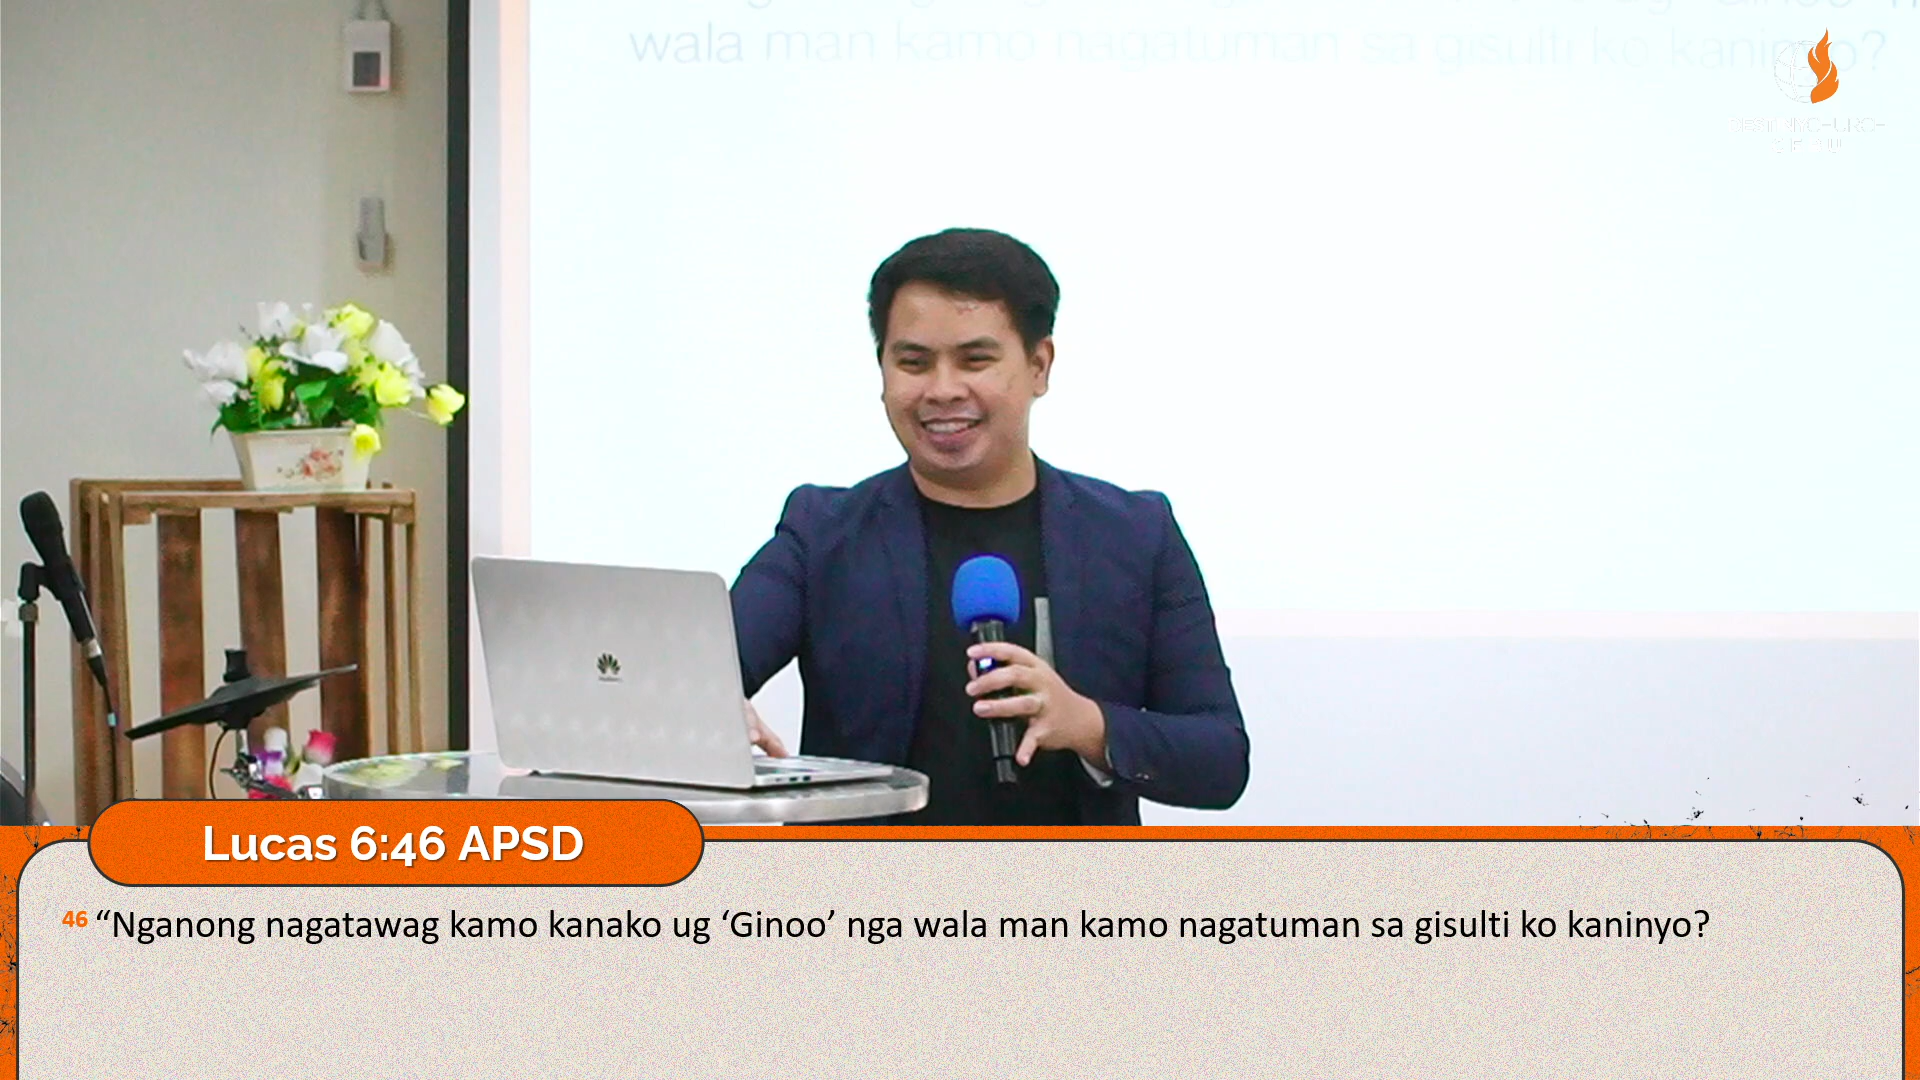 wala man kamo nagatuman sa gisulti ko kaninyo?
Lucas 6:46 APSD
46 “Nganong nagatawag kamo kanako ug ‘Ginoo’ nga wala man kamo nagatuman sa gisulti ko kaninyo?